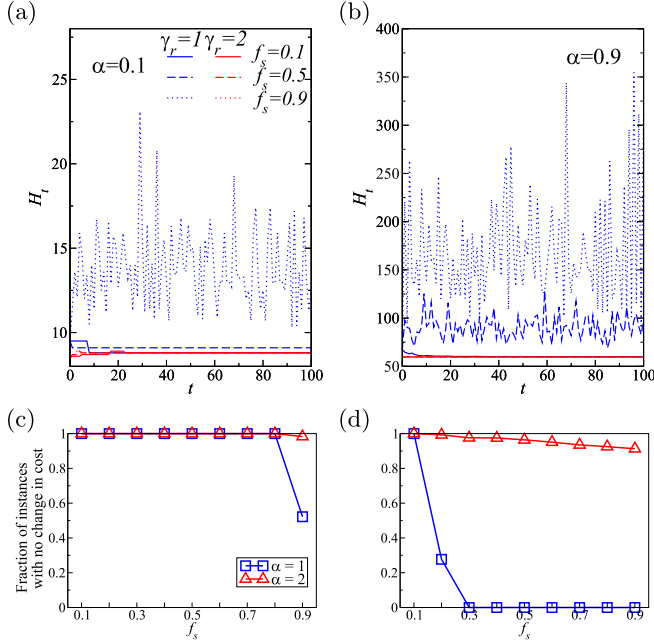 (a)
γr=1 γr=2
fs=0.1
fs=0.5
fs=0.9
α=0.1
Ht
25
20
15
10
0 20 40 60 80 100
t
(b)
α=0.9
Ht
400
350
300
250
200
150
100
50
0 20 40 60 80 100
t
(c)
Fraction of instances
with no change in cost
1
0.8
0.6
0.4
0.2
0
α = 1
α = 2
0.1 0.3 0.5 0.7 0.9
fs
(d)
1
0.8
0.6
0.4
0.2
0
0.1 0.3 0.5 0.7 0.9
fs